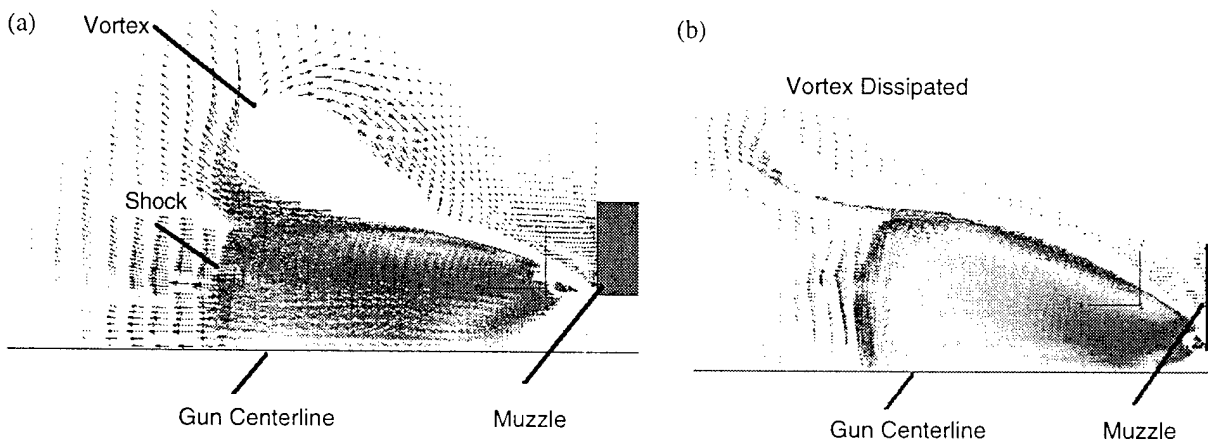 (a)
Vortex
Shock
Gun Centerline
Muzzle
(b)
Vortex Dissipated
Gun Centerline
Muzzle